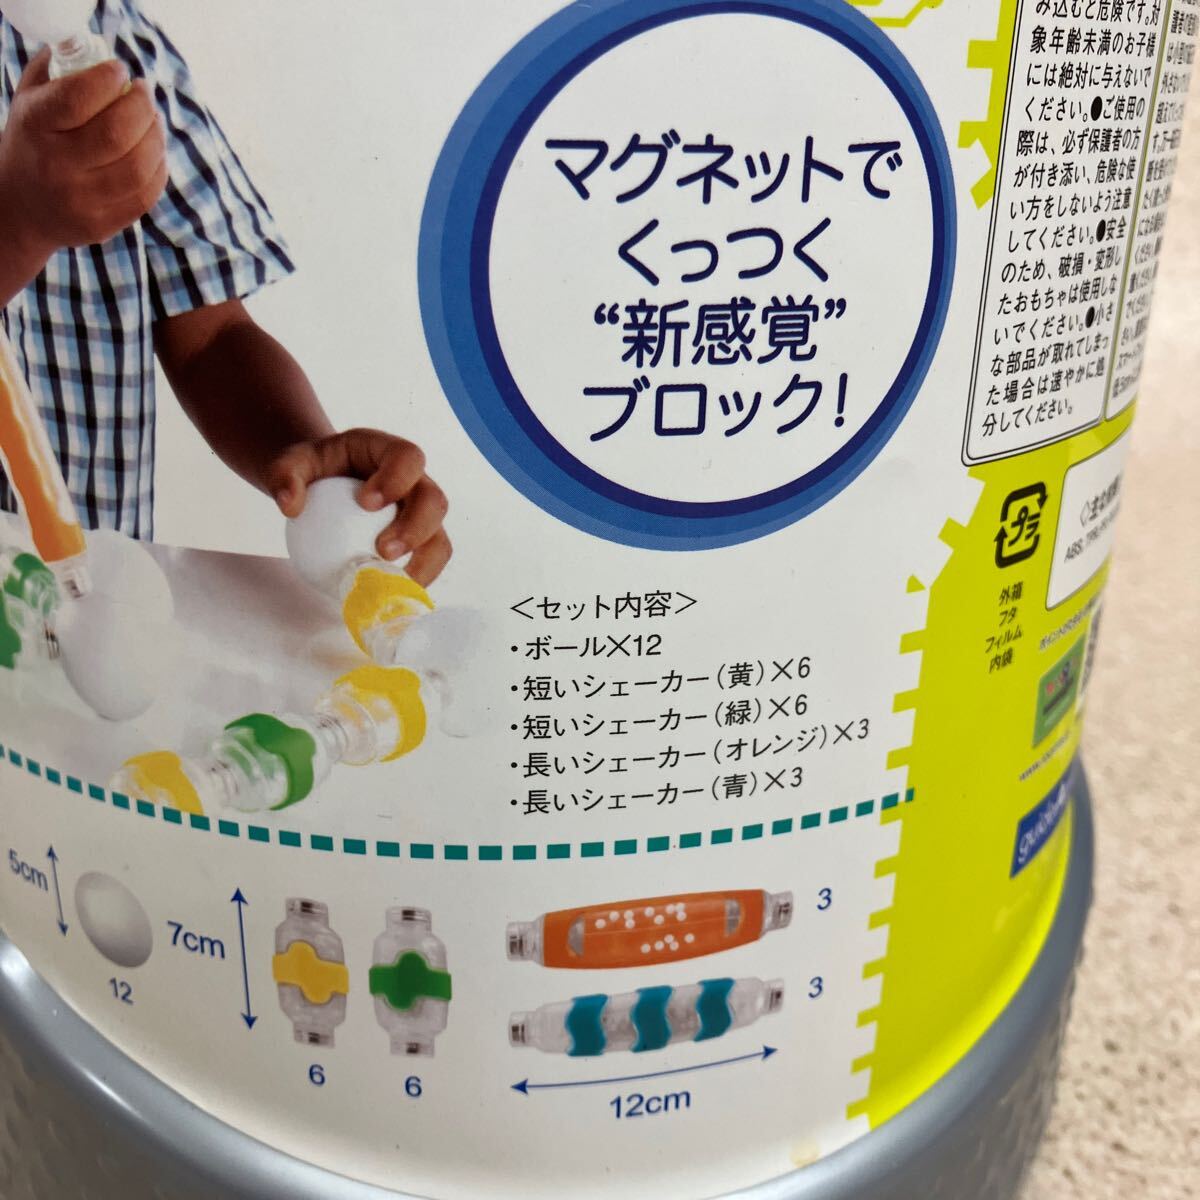 マグネットで
くっつく
“新感覚”
ブロック!
み込むと危険です。対
象年齢未満のお子様
には絶対に与えないで
ください。●ご使用の
際は、必ず保護者の方
が付き添い、危険な使
い方をしないよう注意
してください。●安全
のため、破損・変形し
たおもちゃは使用しな
いでください。●小さ
な部品が取れてしまっ
た場合は速やかに処
分してください。
プラ
外箱
フタ
フィルム
内袋
ABS, TPR,
<セット内容>
・ボール×12
・短いシェーカー(黄)×6
・短いシェーカー(緑)×6
・長いシェーカー(オレンジ)×3
・長いシェーカー(青)×3
5cm
12
7cm
6
6
3
3
12cm